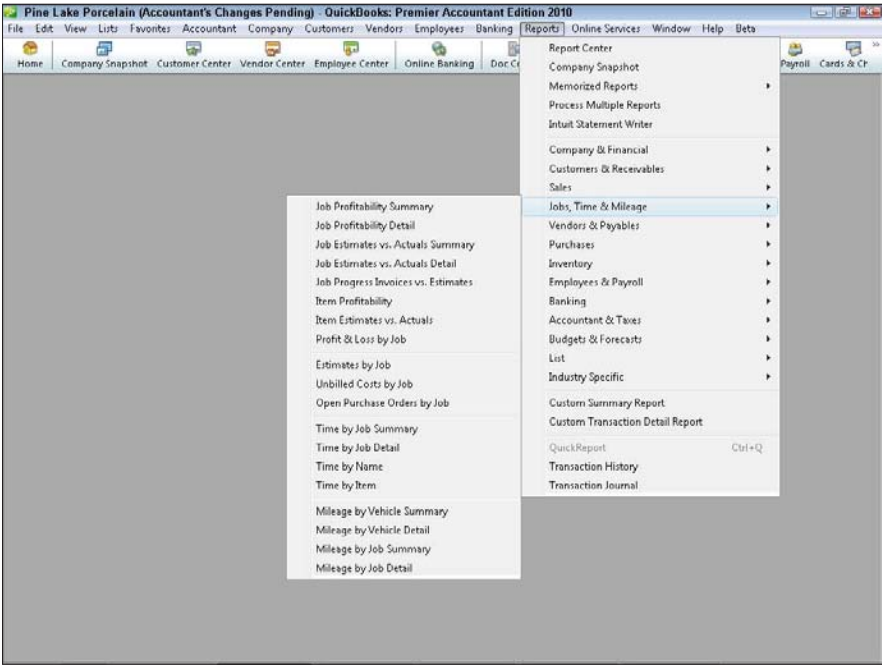 Pine Lake Porcelain (Accountant's Changes Pending) - QuickBooks: Premier Accountant Edition 2010
File Edit View Lists Favorites Accountant Company Customers Vendors Employees Banking Reports Online Services Window Help Beta
Home Company Snapshot Customer Center Vendor Center Employee Center Online Banking Doc Payroll Cards & Ch
Report Center
Company Snapshot
Memorized Reports
Process Multiple Reports
Intuit Statement Writer
Company & Financial
Customers & Receivables
Sales
Jobs, Time & Mileage
Vendors & Payables
Purchases
Inventory
Employees & Payroll
Banking
Accountant & Taxes
Budgets & Forecasts
List
Industry Specific
Custom Summary Report
Custom Transaction Detail Report
QuickReport Ctrl+Q
Transaction History
Transaction Journal
Job Profitability Summary
Job Profitability Detail
Job Estimates vs. Actuals Summary
Job Estimates vs. Actuals Detail
Job Progress Invoices vs. Estimates
Item Profitability
Item Estimates vs. Actuals
Profit & Loss by Job
Estimates by Job
Unbilled Costs by Job
Open Purchase Orders by Job
Time by Job Summary
Time by Job Detail
Time by Name
Time by Item
Mileage by Vehicle Summary
Mileage by Vehicle Detail
Mileage by Job Summary
Mileage by Job Detail